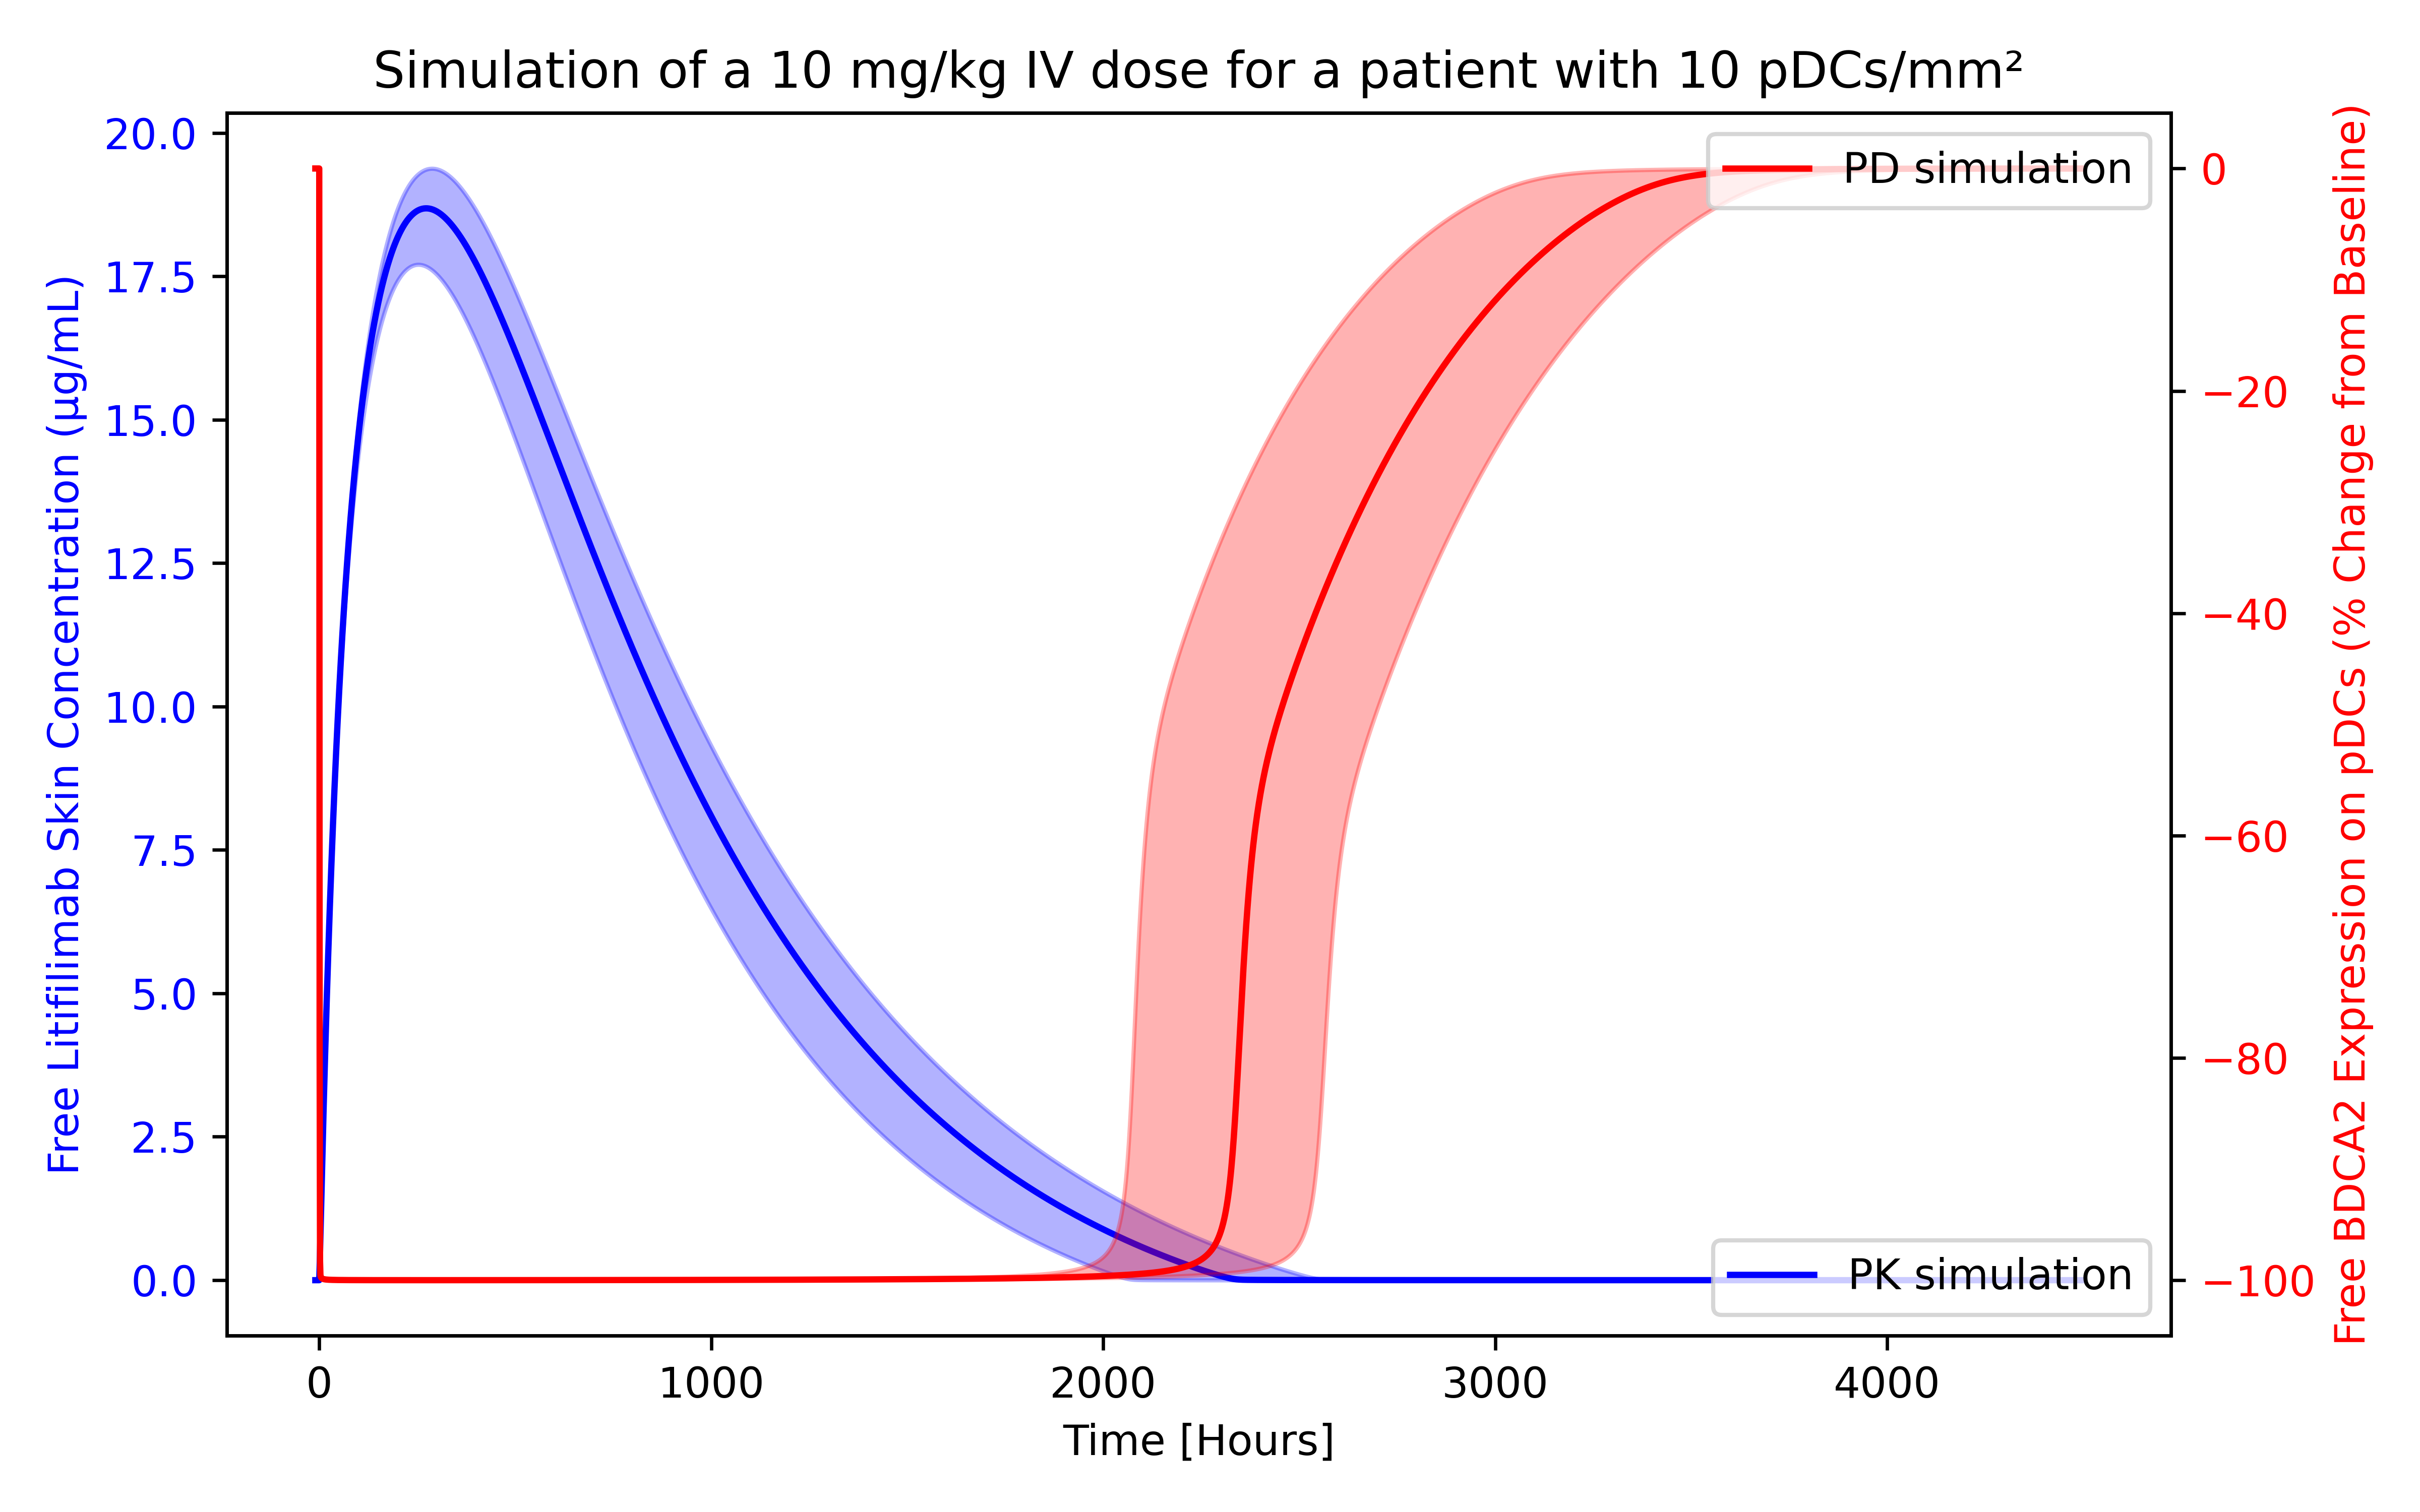 Simulation of a 10 mg/kg IV dose for a patient with 10 pDCs/mm²
Free Litifilimab Skin Concentration (µg/mL)
20.0
17.5
15.0
12.5
10.0
7.5
5.0
2.5
0.0
PD simulation
PK simulation
0
−20
−40
−60
−80
−100
Free BDCA2 Expression on pDCs (% Change from Baseline)
0 1000 2000 3000 4000
Time [Hours]